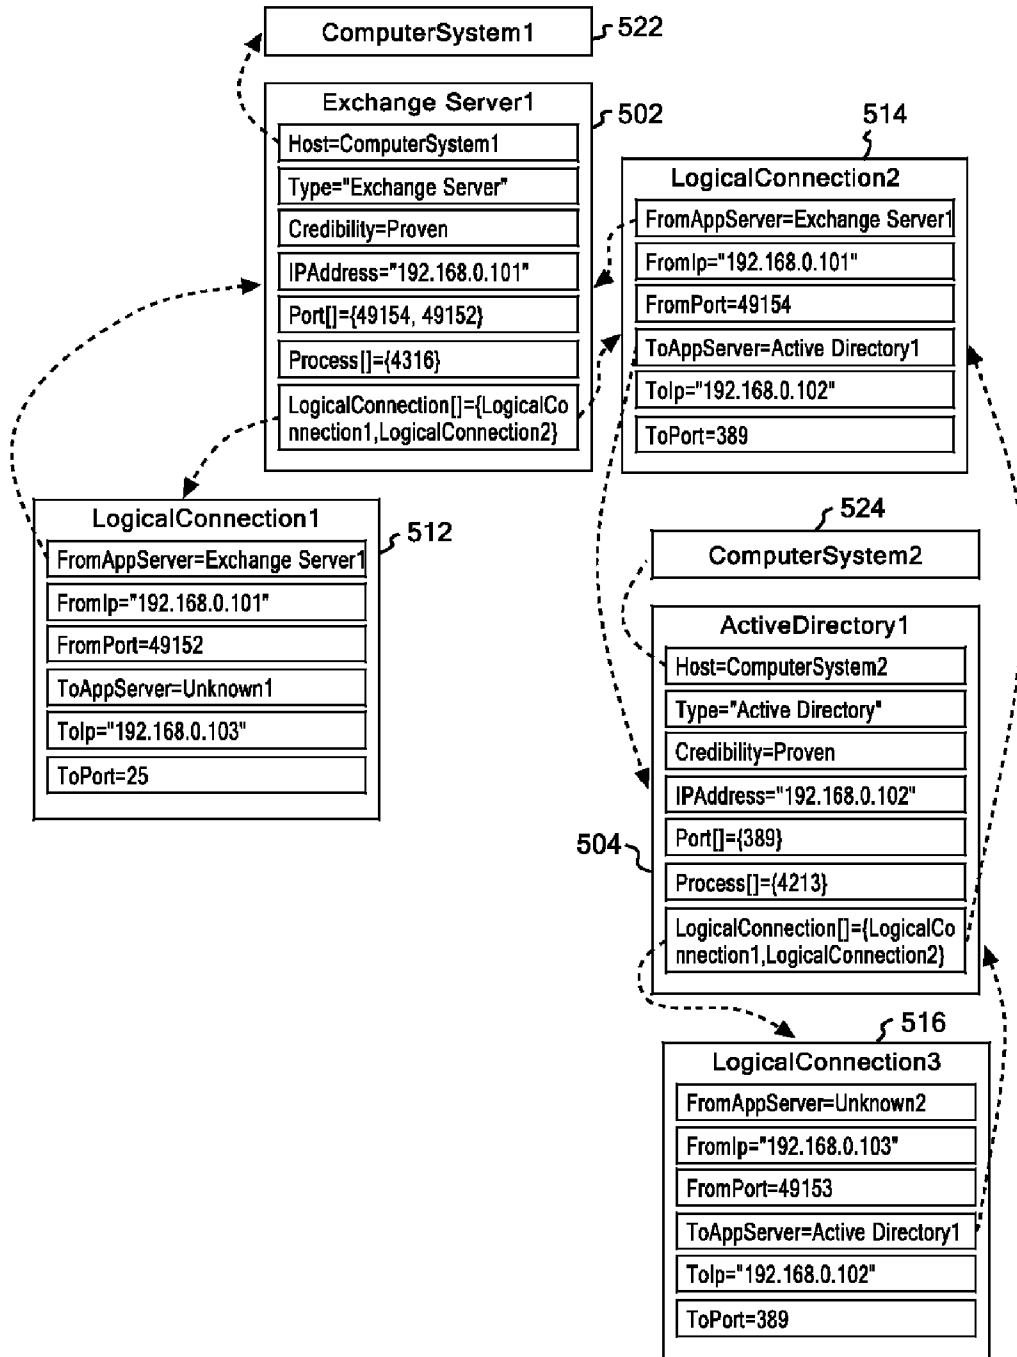 ComputerSystem1
522
Exchange Server1
502
Host=ComputerSystem1
Type="Exchange Server"
Credibility=Proven
IPAddress="192.168.0.101"
Port[]={49154, 49152}
Process[]={4316}
LogicalConnection[]={LogicalCo
nnection1,LogicalConnection2}
514
LogicalConnection2
FromAppServer=Exchange Server1
FromIp="192.168.0.101"
FromPort=49154
ToAppServer=Active Directory1
ToIp="192.168.0.102"
ToPort=389
LogicalConnection1
512
FromAppServer=Exchange Server1
FromIp="192.168.0.101"
FromPort=49152
ToAppServer=Unknown1
ToIp="192.168.0.103"
ToPort=25
524
ComputerSystem2
ActiveDirectory1
Host=ComputerSystem2
Type="Active Directory"
Credibility=Proven
IPAddress="192.168.0.102"
Port[]={389}
504
Process[]={4213}
LogicalConnection[]={LogicalCo
nnection1,LogicalConnection2}
516
LogicalConnection3
FromAppServer=Unknown2
FromIp="192.168.0.103"
FromPort=49153
ToAppServer=Active Directory1
ToIp="192.168.0.102"
ToPort=389